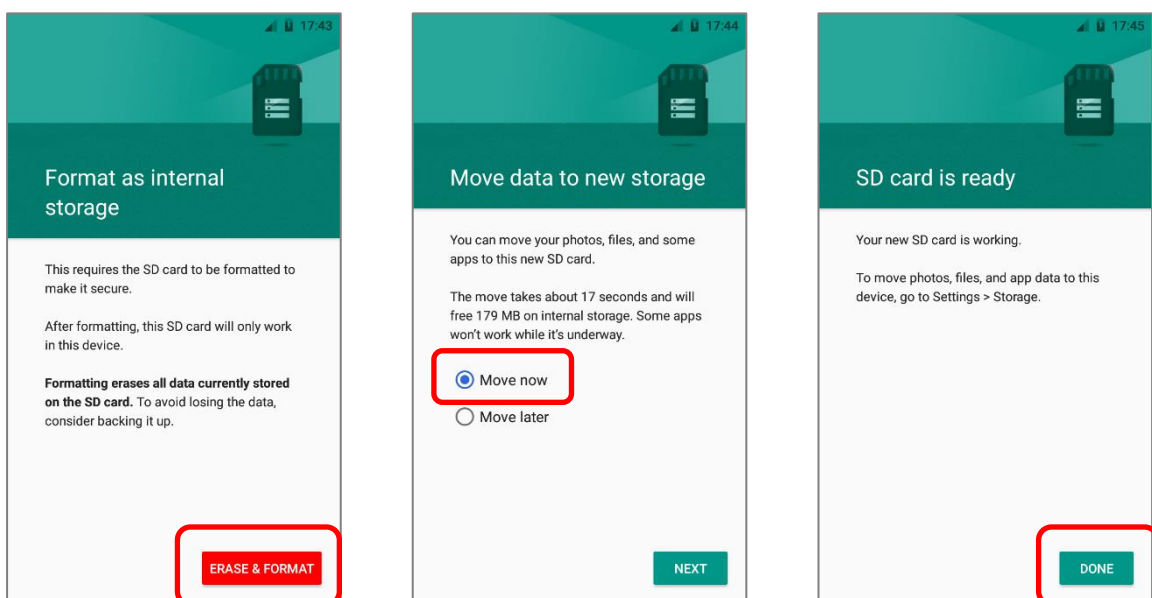 17:43
Format as internal
storage
This requires the SD card to be formatted to
make it secure.
After formatting, this SD card will only work
in this device.
Formatting erases all data currently stored
on the SD card. To avoid losing the data,
consider backing it up.
ERASE & FORMAT
17:44
Move data to new storage
You can move your photos, files, and some
apps to this new SD card.
The move takes about 17 seconds and will
free 179 MB on internal storage. Some apps
won't work while it's underway.
Move now
Move later
NEXT
17:45
SD card is ready
Your new SD card is working.
To move photos, files, and app data to this
device, go to Settings > Storage.
DONE